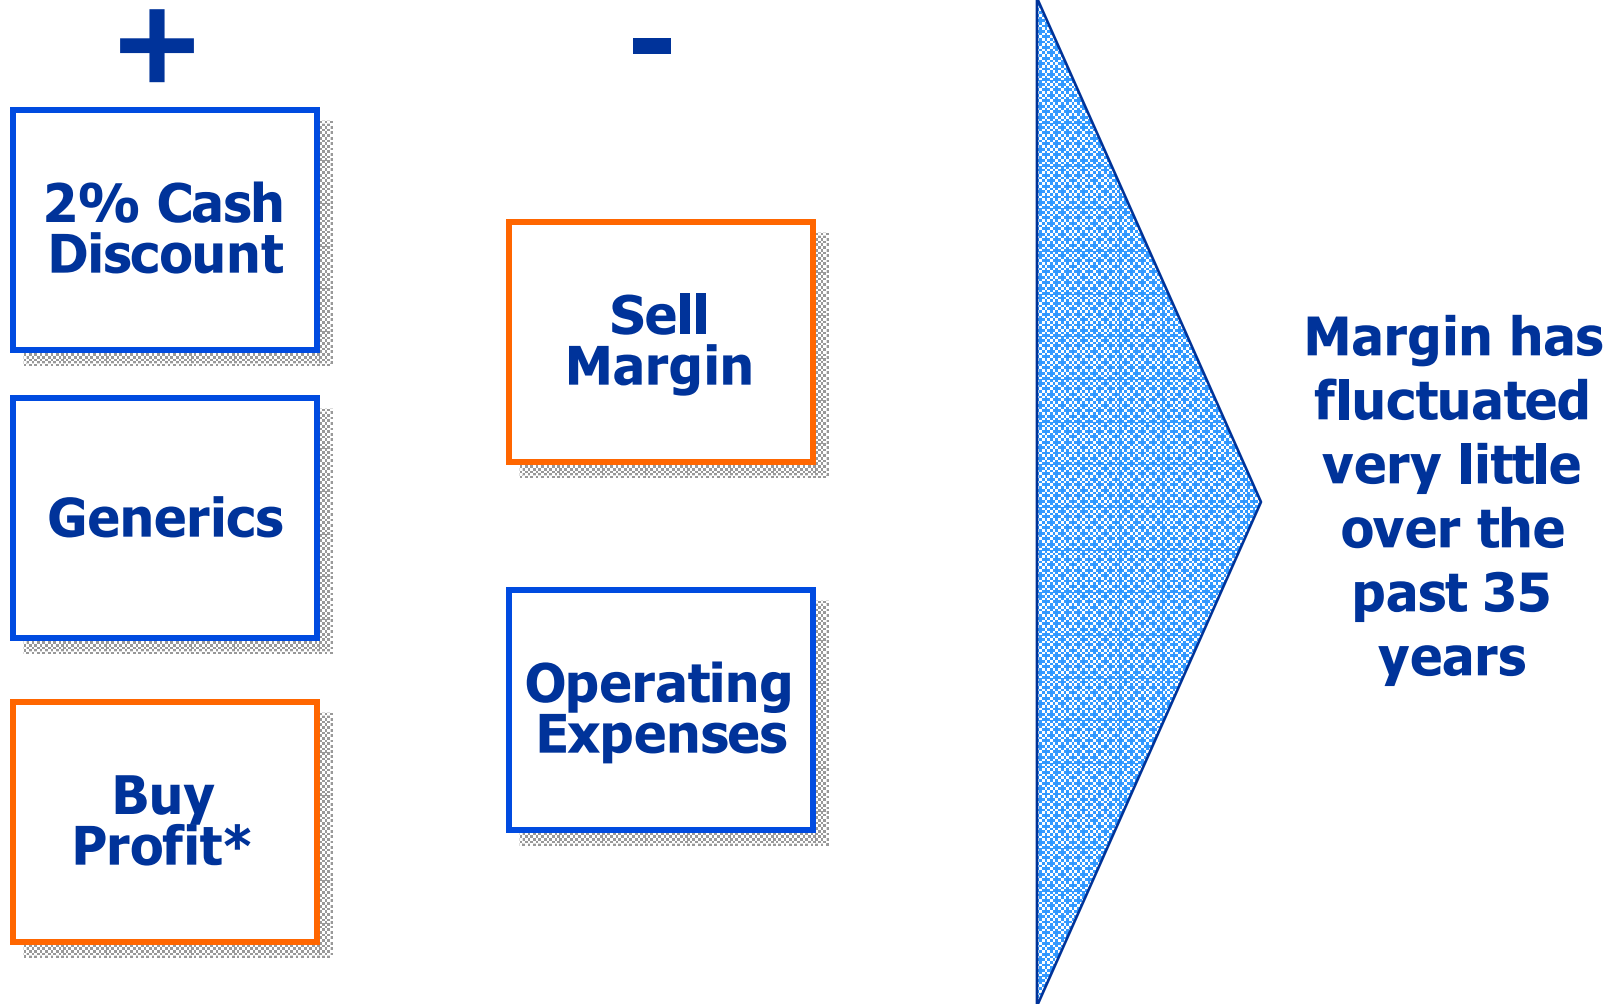 +
-
2% Cash
Discount
Generics
Buy
Profit*
Sell
Margin
Operating
Expenses
Margin has
fluctuated
very little
over the
past 35
years